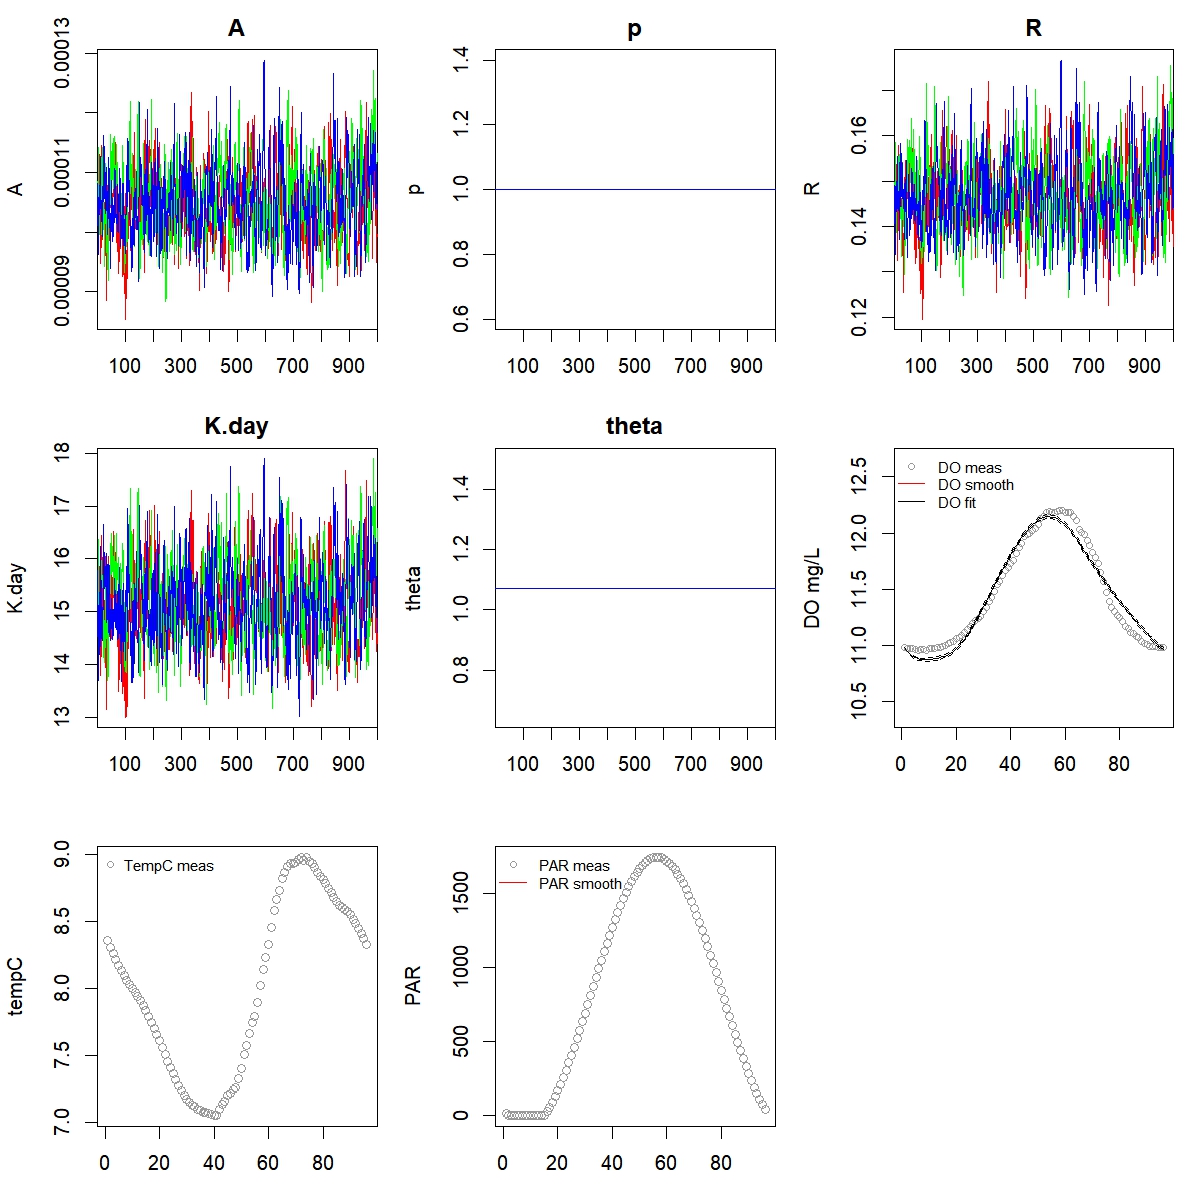 A
A
0.00009
0.00011
0.00013
100 300 500 700 900
p
p
0.6 0.8 1.0 1.2 1.4
100 300 500 700 900
R
R
0.12 0.14 0.16
100 300 500 700 900
K.day
K.day
13 14 15 16 17 18
100 300 500 700 900
theta
theta
0.8 1.0 1.2 1.4
100 300 500 700 900
DO mg/L
10.5 11.0 11.5 12.0 12.5
DO meas
DO smooth
DO fit
0 20 40 60 80
tempC
7.0 7.5 8.0 8.5 9.0
TempC meas
0 20 40 60 80
PAR
0 500 1000 1500
PAR meas
PAR smooth
0 20 40 60 80